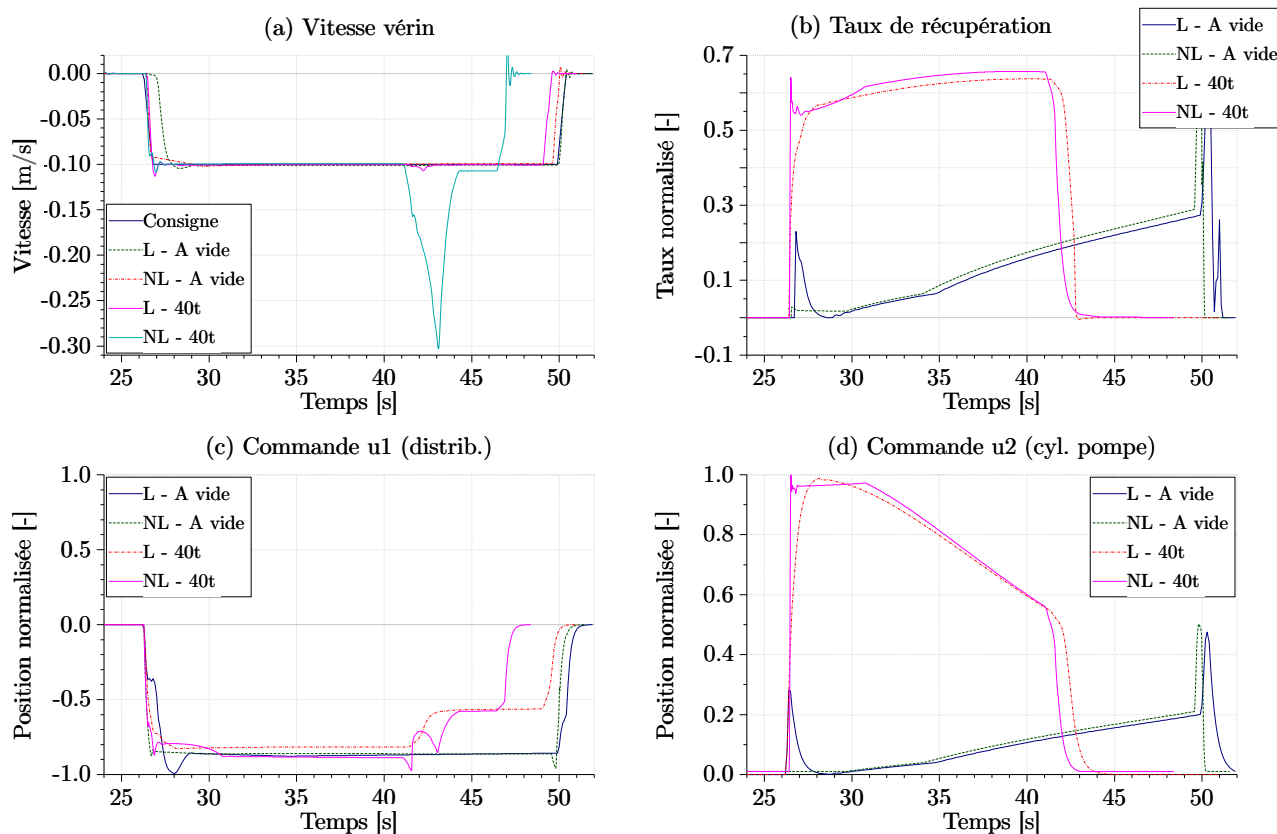 (a) Vitesse vérin
0.00
-0.05
-0.10
-0.15
-0.20
-0.25
-0.30
Vitesse [m/s]
Consigne
L - A vide
NL - A vide
L - 40t
NL - 40t
24 25 30 35 40 45 50
Temps [s]
(b) Taux de récupération
L - A vide
NL - A vide
L - 40t
NL - 40t
0.7
0.5
0.3
0.1
-0.1
Taux normalisé [-]
24 25 30 35 40 45 50
Temps [s]
(c) Commande u1 (distrib.)
1.0
0.5
0.0
-0.5
-1.0
Position normalisée [-]
L - A vide
NL - A vide
L - 40t
NL - 40t
24 25 30 35 40 45 50
Temps [s]
(d) Commande u2 (cyl. pompe)
1.0
0.8
0.6
0.4
0.2
0.0
Position normalisée [-]
L - A vide
NL - A vide
L - 40t
NL - 40t
24 25 30 35 40 45 50
Temps [s]